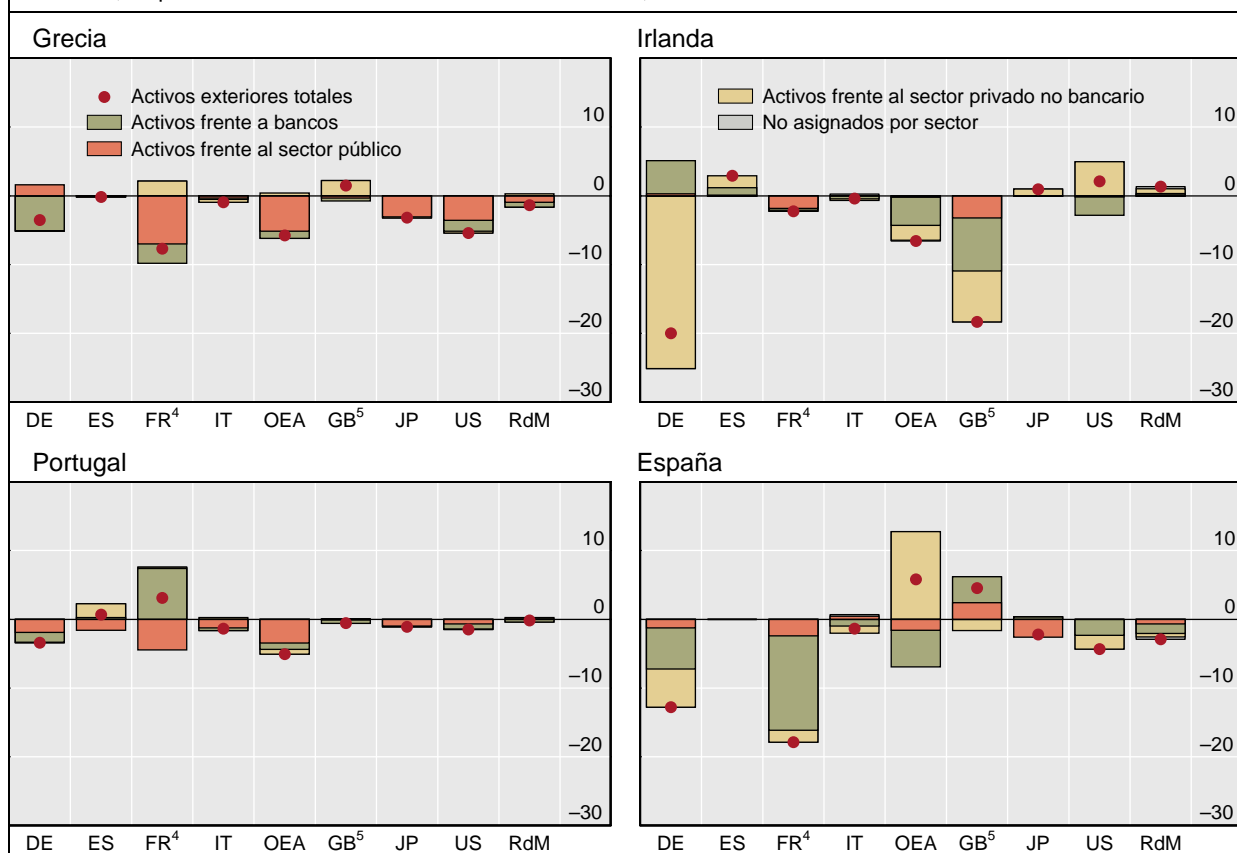 Grecia
Activos exteriores totales
Activos frente a bancos
Activos frente al sector público
10
0
–10
–20
–30
DE ES FR4 IT OEA GB5 JP US RdM
Irlanda
Activos frente al sector privado no bancario
No asignados por sector
10
0
–10
–20
–30
DE ES FR4 IT OEA GB5 JP US RdM
Portugal
10
0
–10
–20
–30
DE ES FR4 IT OEA GB5 JP US RdM
España
10
0
–10
–20
–30
DE ES FR4 IT OEA GB5 JP US RdM